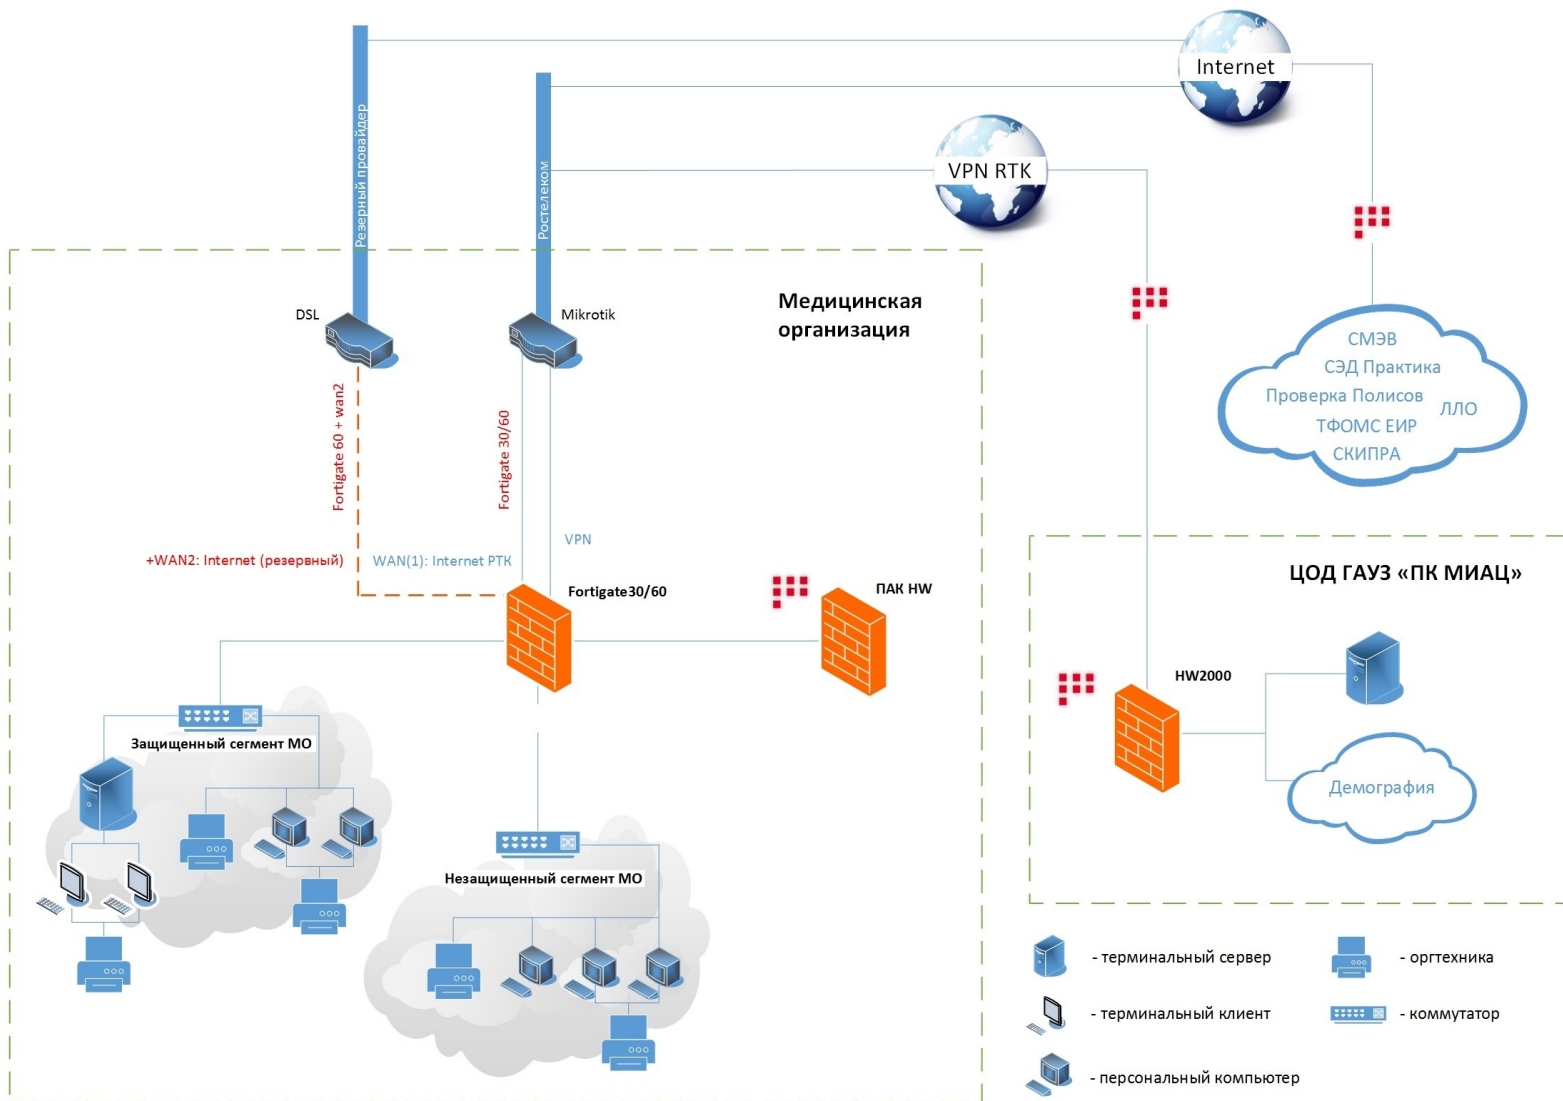 Internet
VPN RTK
Резервный провайдер
Ростелеком
Медицинская
организация
DSL
Mikrotik
Fortigate 60 + wan2
Fortigate 30/60
+WAN2: Internet (резервный)
WAN(1): Internet РТК
VPN
Fortigate30/60
ПАК HW
СМЭВ
СЭД Практика
Проверка Полисов
ЛЛО
ТФОМС ЕИР
СКИПРА
ЦОД ГАУЗ «ПК МИАЦ»
HW2000
Демография
Защищенный сегмент МО
Незащищенный сегмент МО
- терминальный сервер
- оргтехника
- терминальный клиент
- коммутатор
- персональный компьютер